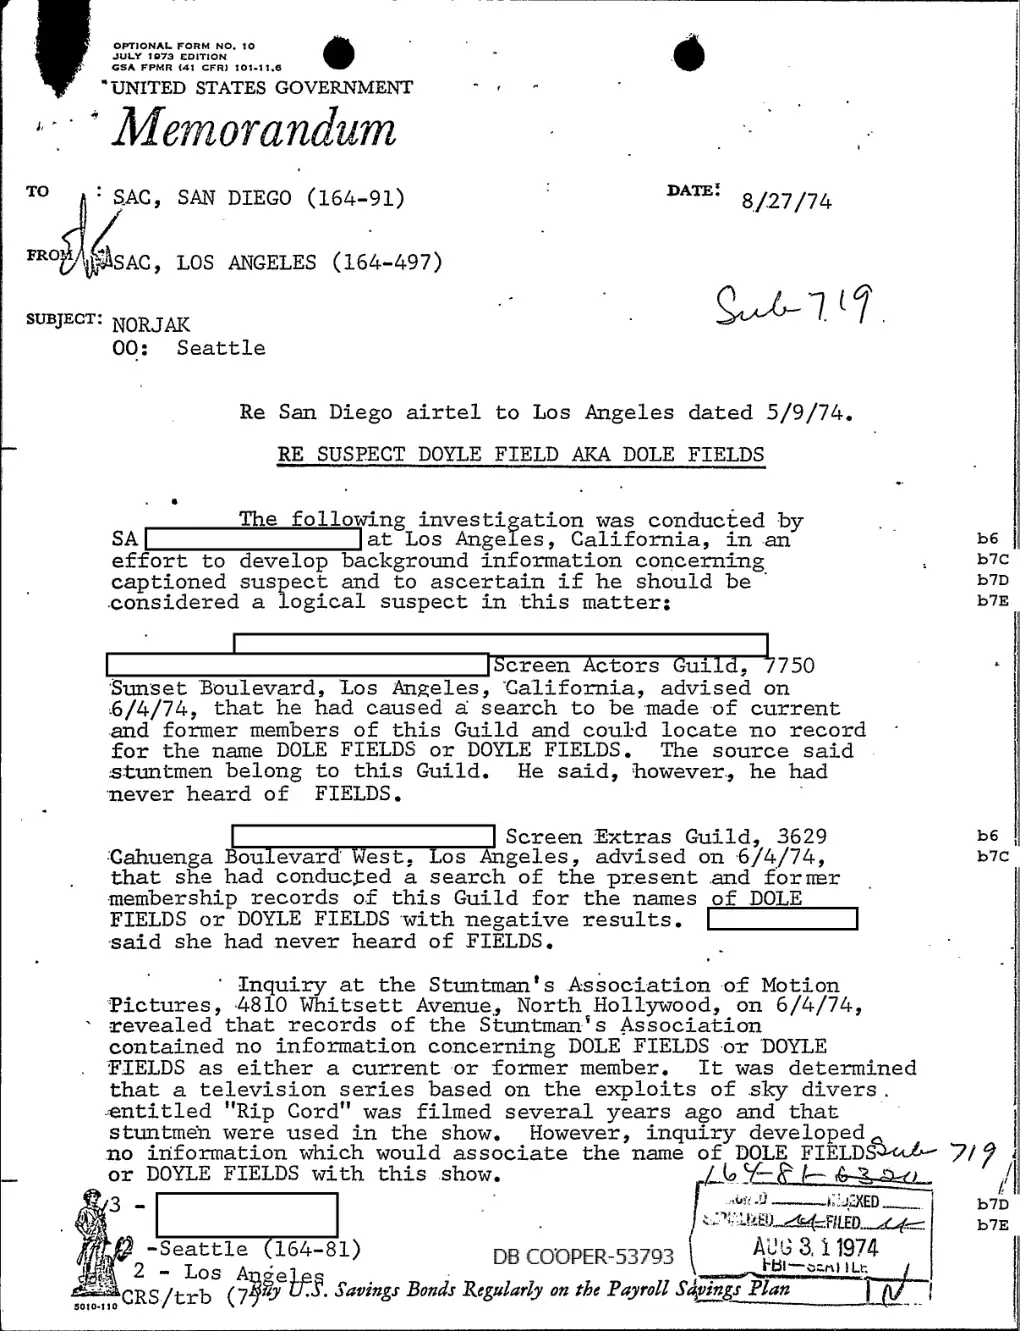 OPTIONAL FORM NO. 10
JULY 1973 EDITION
GSA FPMR (41 CFR) 101-11.6
UNITED STATES GOVERNMENT
Memorandum
TO : SAC, SAN DIEGO (164-91) DATE: 8/27/74
FROM SAC, LOS ANGELES (164-497)
Sub 719
SUBJECT: NORJAK
OO: Seattle
Re San Diego airtel to Los Angeles dated 5/9/74.
RE SUSPECT DOYLE FIELD AKA DOLE FIELDS
The following investigation was conducted by
SA at Los Angeles, California, in an b6
effort to develop background information concerning b7C
captioned suspect and to ascertain if he should be b7D
considered a logical suspect in this matter: b7E
Screen Actors Guild, 7750
Sunset Boulevard, Los Angeles, California, advised on
6/4/74, that he had caused a search to be made of current
and former members of this Guild and could locate no record
for the name DOLE FIELDS or DOYLE FIELDS. The source said
stuntmen belong to this Guild. He said, however, he had
never heard of FIELDS.
Screen Extras Guild, 3629 b6
Cahuenga Boulevard West, Los Angeles, advised on 6/4/74, b7C
that she had conducted a search of the present and former
membership records of this Guild for the names of DOLE
FIELDS or DOYLE FIELDS with negative results.
said she had never heard of FIELDS.
Inquiry at the Stuntman's Association of Motion
Pictures, 4810 Whitsett Avenue, North Hollywood, on 6/4/74,
revealed that records of the Stuntman's Association
contained no information concerning DOLE FIELDS or DOYLE
FIELDS as either a current or former member. It was determined
that a television series based on the exploits of sky divers
entitled "Rip Cord" was filmed several years ago and that
stuntmen were used in the show. However, inquiry developed
no information which would associate the name of DOLE FIELDS Sub 719
or DOYLE FIELDS with this show. 164-81-6320
3 - INDEXED b7D
FILED b7E
2 -Seattle (164-81) DB COOPER-53793 AUG 31 1974
2 - Los Angeles FBI-SEATTLE
CRS/trb (7) Buy U.S. Savings Bonds Regularly on the Payroll Savings Plan
5010-110